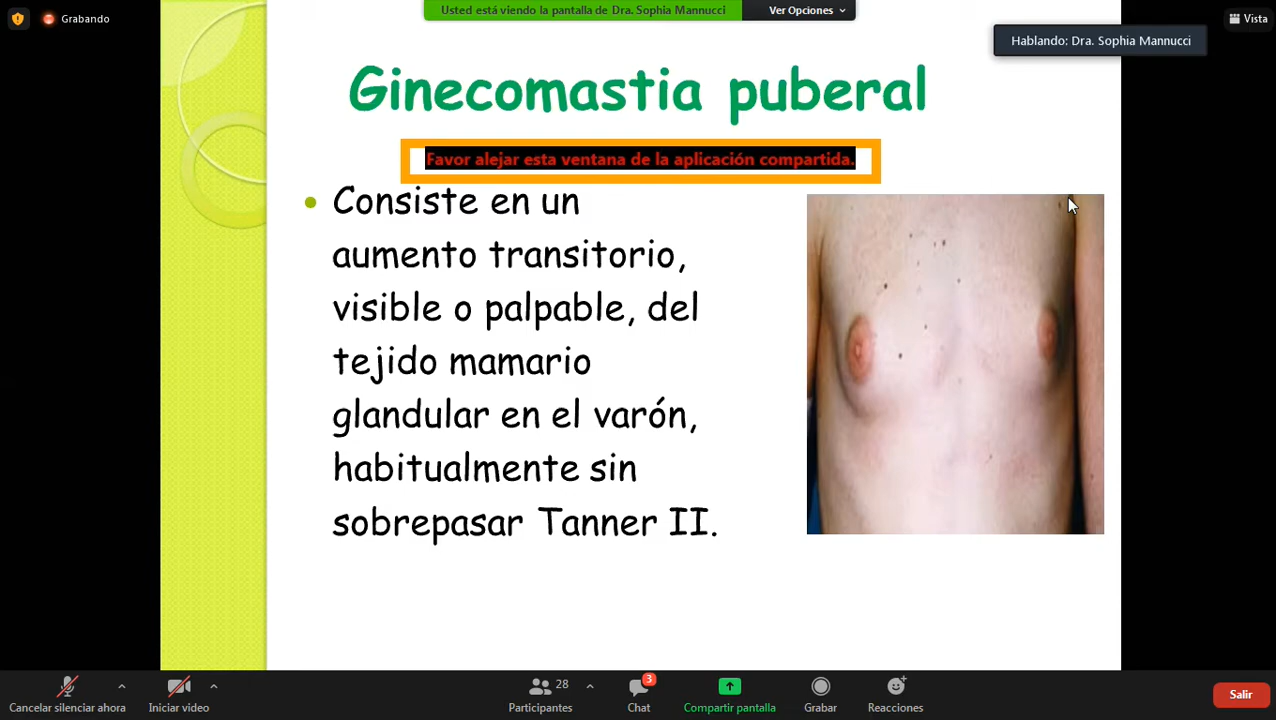 Grabando
Usted está viendo la pantalla de Dra. Sophia Mannucci
Ver Opciones
Vista
Hablando: Dra. Sophia Mannucci
Ginecomastia puberal
Favor alejar esta ventana de la aplicación compartida.
Consiste en un
aumento transitorio,
visible o palpable, del
tejido mamario
glandular en el varón,
habitualmente sin
sobrepasar Tanner II.
Cancelar silenciar ahora
Iniciar video
28
Participantes
3
Chat
Compartir pantalla
Grabar
Reacciones
Salir